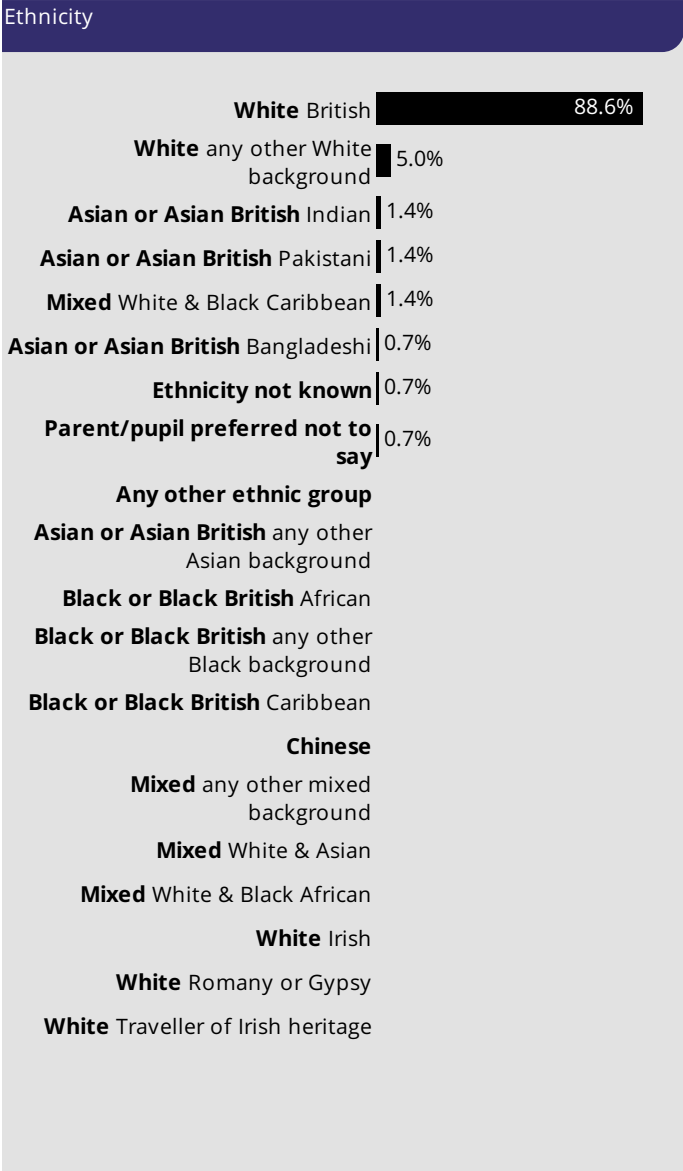 Ethnicity
White British 88.6%
White any other White
background 5.0%
Asian or Asian British Indian 1.4%
Asian or Asian British Pakistani 1.4%
Mixed White & Black Caribbean 1.4%
Asian or Asian British Bangladeshi 0.7%
Ethnicity not known 0.7%
Parent/pupil preferred not to
say 0.7%
Any other ethnic group
Asian or Asian British any other
Asian background
Black or Black British African
Black or Black British any other
Black background
Black or Black British Caribbean
Chinese
Mixed any other mixed
background
Mixed White & Asian
Mixed White & Black African
White Irish
White Romany or Gypsy
White Traveller of Irish heritage